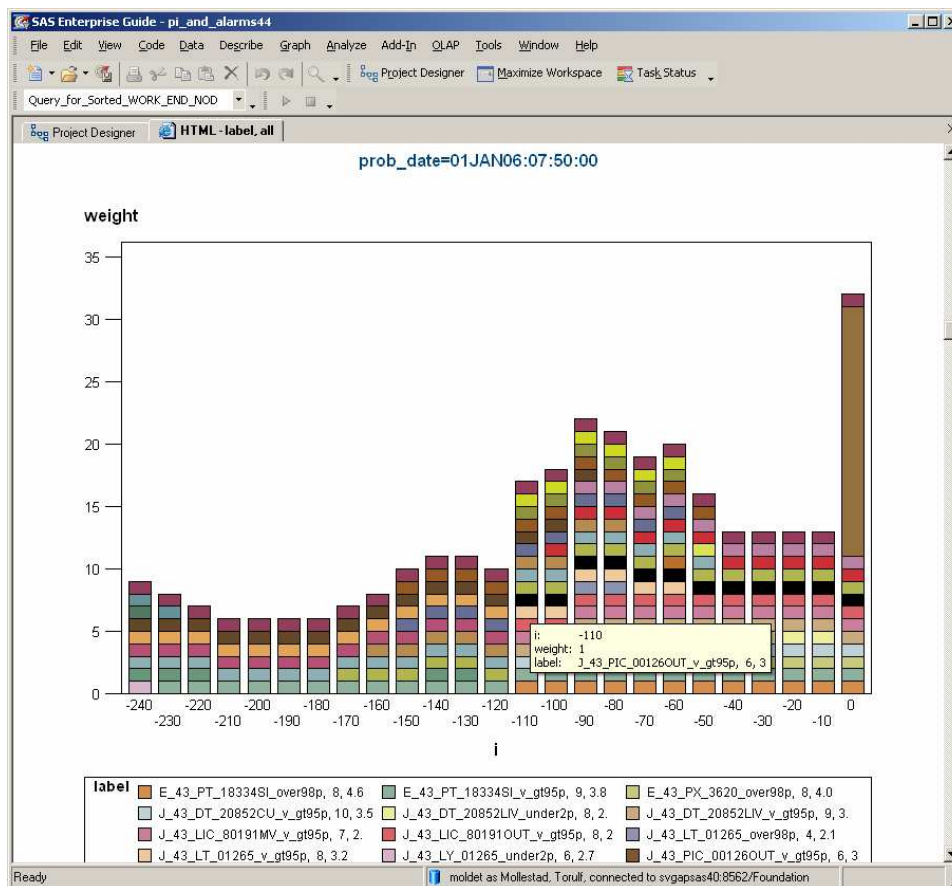 SAS Enterprise Guide - pi_and_alarms44
File Edit View Code Data Describe Graph Analyze Add-In OLAP Tools Window Help
Project Designer Maximize Workspace Task Status
Query_for_Sorted_WORK_END_NOD
Project Designer HTML - label, all
prob_date=01JAN06:07:50:00
weight
35
30
25
20
15
10
5
0
i: -110
weight: 1
label: J_43_PIC_00126OUT_v_gt95p, 6, 3
-240 -220 -200 -180 -160 -140 -120 -100 -80 -60 -40 -20 0
-230 -210 -190 -170 -150 -130 -110 -90 -70 -50 -30 -10
i
label E_43_PT_18334SI_over98p, 8, 4.6 E_43_PT_18334SI_v_gt95p, 9, 3.8 E_43_PX_3620_over98p, 8, 4.0
J_43_DT_20852CU_v_gt95p, 10, 3.5 J_43_DT_20852LIV_under2p, 8, 2. J_43_DT_20852LIV_v_gt95p, 9, 3.
J_43_LIC_80191MV_v_gt95p, 7, 2. J_43_LIC_80191OUT_v_gt95p, 8, 2 J_43_LT_01265_over98p, 4, 2.1
J_43_LT_01265_v_gt95p, 8, 3.2 J_43_LY_01265_under2p, 6, 2.7 J_43_PIC_00126OUT_v_gt95p, 6, 3
Ready moldet as Mollestad, Torulf, connected to svgapsas40:8562/Foundation